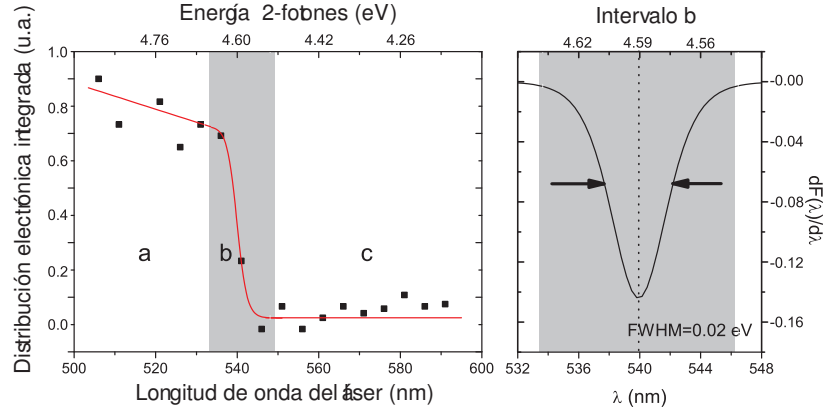 Energía 2-fotones (eV)
4.76 4.60 4.42 4.26
Distribución electrónica integrada (u.a.)
1.0
0.8
0.6
0.4
0.2
0.0
a b c
500 520 540 560 580 600
Longitud de onda del láser (nm)
Intervalo b
4.62 4.59 4.56
-0.00
-0.04
-0.08
-0.12
-0.16
dF(λ)/dλ
FWHM=0.02 eV
532 536 540 544 548
λ (nm)